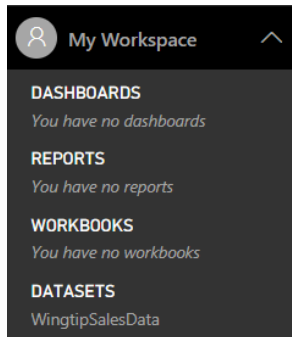 My Workspace
DASHBOARDS
You have no dashboards
REPORTS
You have no reports
WORKBOOKS
You have no workbooks
DATASETS
WingtipSalesData